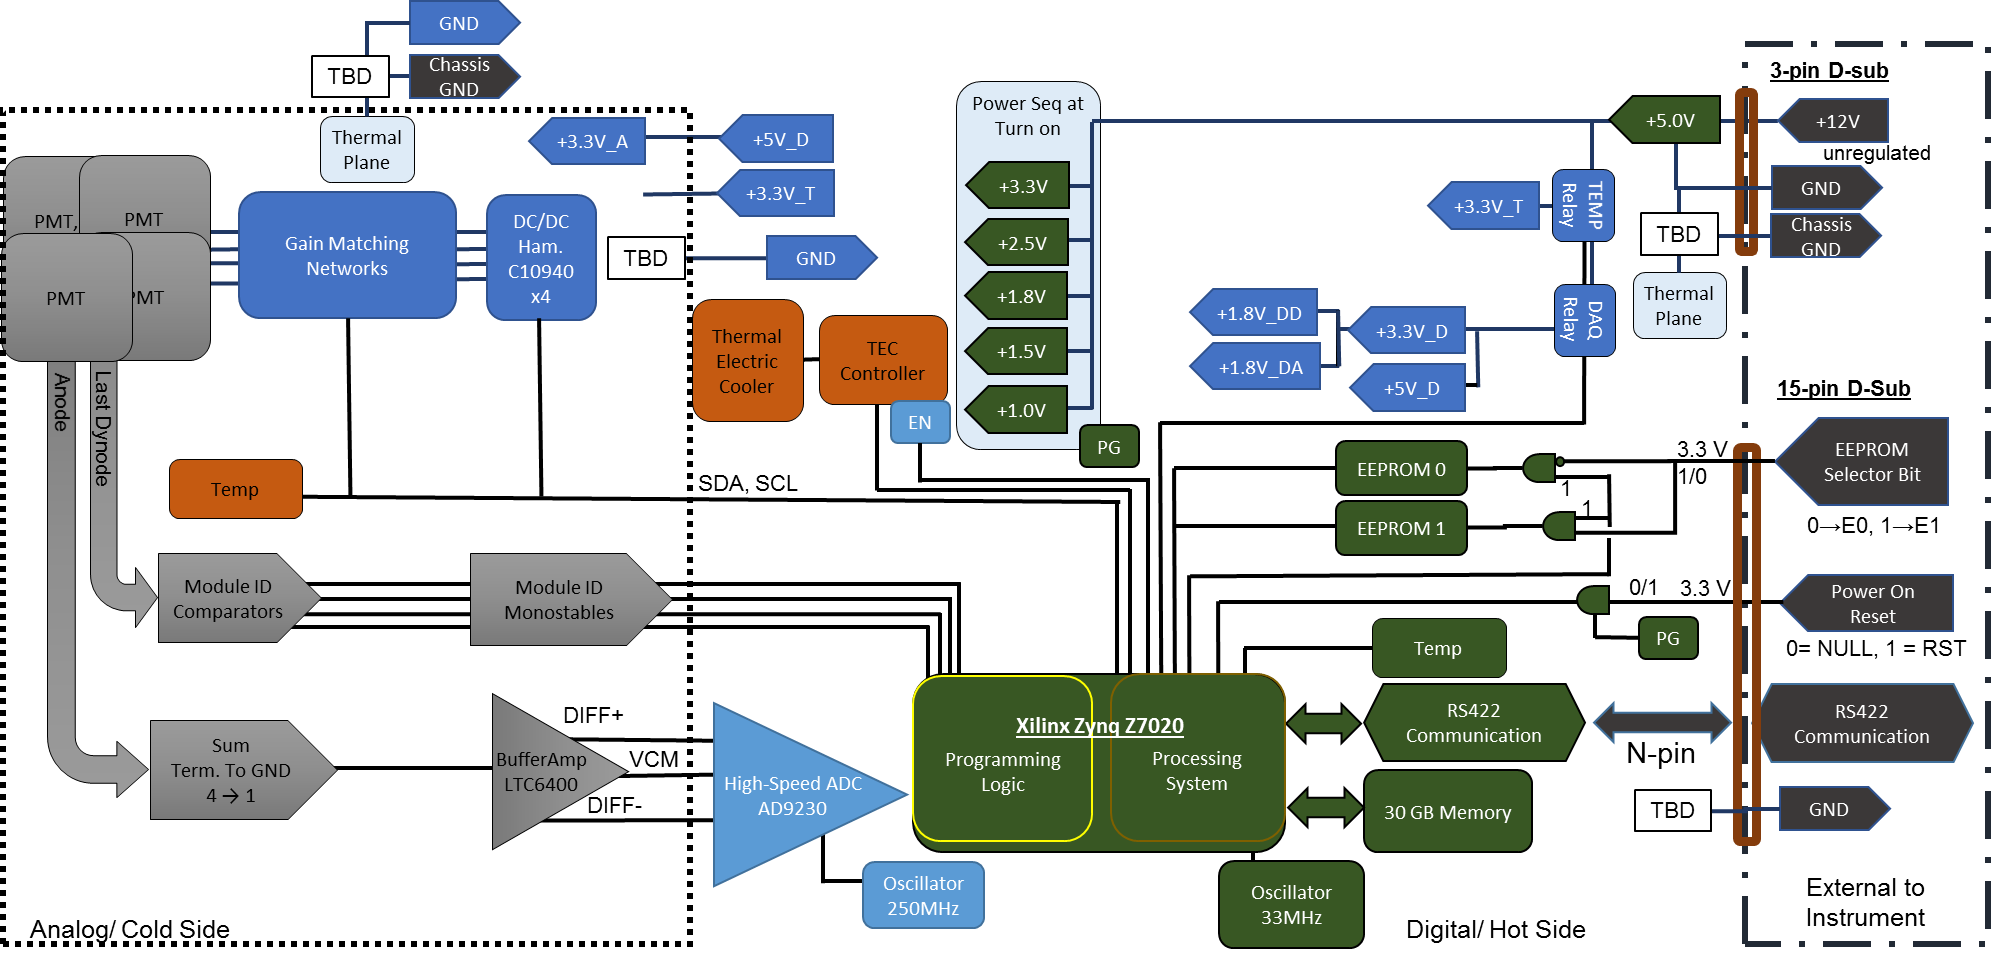 GND
TBD
Chassis
GND
Thermal
Plane
+3.3V_A
+5V_D
+3.3V_T
TBD
GND
PMT,
PMT
PMT
PMT
Gain Matching
Networks
DC/DC
Ham.
C10940
x4
Thermal
Electric
Cooler
TEC
Controller
EN
Anode
Last Dynode
Temp
SDA, SCL
Module ID
Comparators
Module ID
Monostables
Sum
Term. To GND
4 → 1
BufferAmp
LTC6400
DIFF+
VCM
DIFF-
High-Speed ADC
AD9230
Oscillator
250MHz
Analog/ Cold Side
Power Seq at
Turn on
+3.3V
+2.5V
+1.8V
+1.5V
+1.0V
PG
+5.0V
TEMP
Relay
+3.3V_T
DAQ
Relay
+1.8V_DD
+3.3V_D
+1.8V_DA
+5V_D
TBD
Thermal
Plane
3-pin D-sub
+12V
unregulated
GND
Chassis
GND
15-pin D-Sub
EEPROM 0
EEPROM 1
1
1
3.3 V
1/0
EEPROM
Selector Bit
0→E0, 1→E1
0/1
3.3 V
Power On
Reset
0= NULL, 1 = RST
PG
Temp
Xilinx Zynq Z7020
Programming
Logic
Processing
System
RS422
Communication
N-pin
RS422
Communication
30 GB Memory
TBD
GND
Oscillator
33MHz
Digital/ Hot Side
External to
Instrument